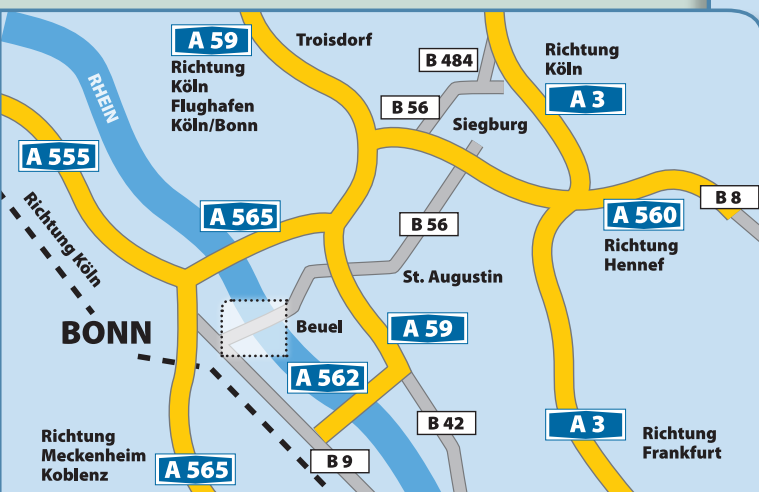 A 59
Richtung
Köln
Flughafen
Köln/Bonn
Troisdorf
B 484
B 56
Siegburg
Richtung
Köln
A 3
RHEIN
A 555
Richtung Köln
A 565
B 56
A 560
Richtung
Hennef
B 8
St. Augustin
BONN
Beuel
A 59
A 562
B 42
A 3
Richtung
Frankfurt
Richtung
Meckenheim
Koblenz
A 565
B 9